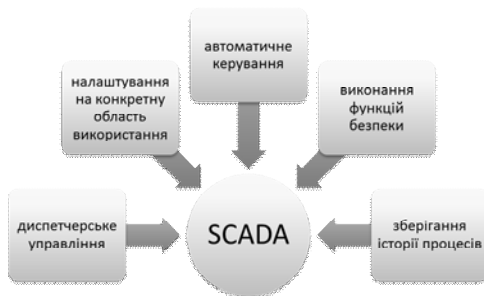 автоматичне
керування
налаштування
на конкретну
область
використання
виконання
функцій
безпеки
диспетчерське
управління
SCADA
зберігання
історії процесів